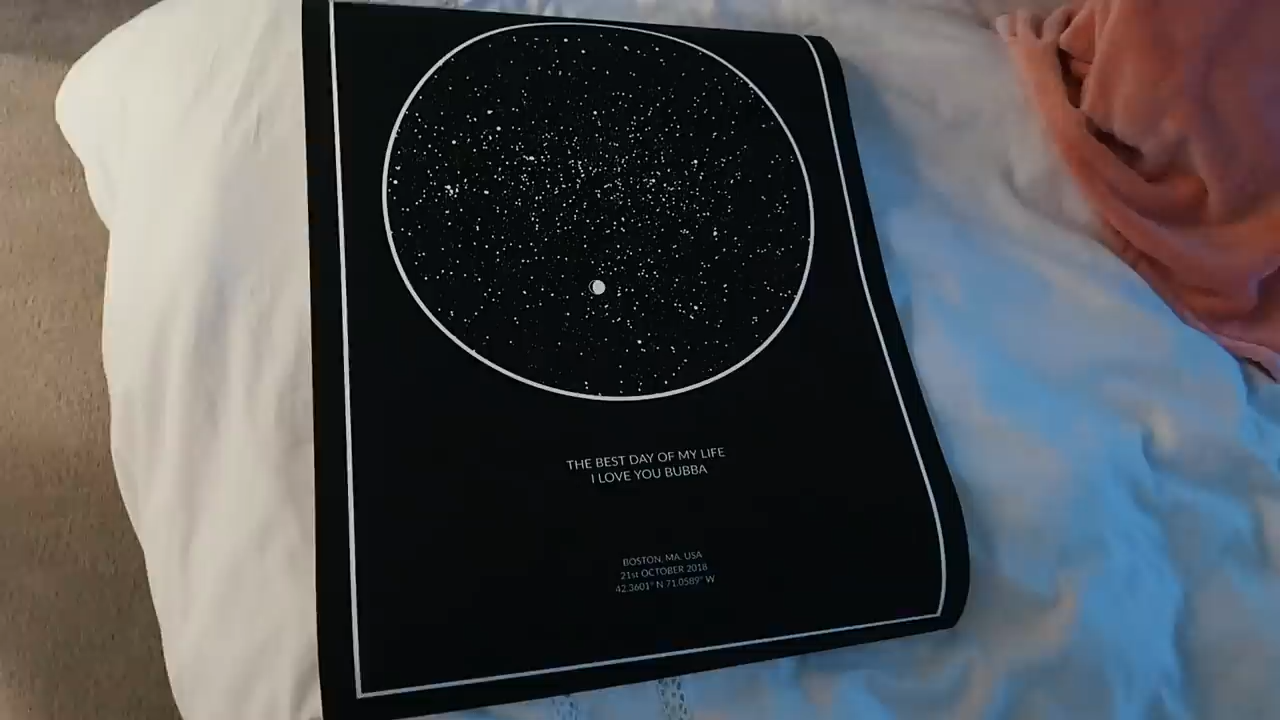 THE BEST DAY OF MY LIFE
I LOVE YOU BUBBA
BOSTON, MA, USA
21st OCTOBER 2018
42.3601° N 71.0589° W